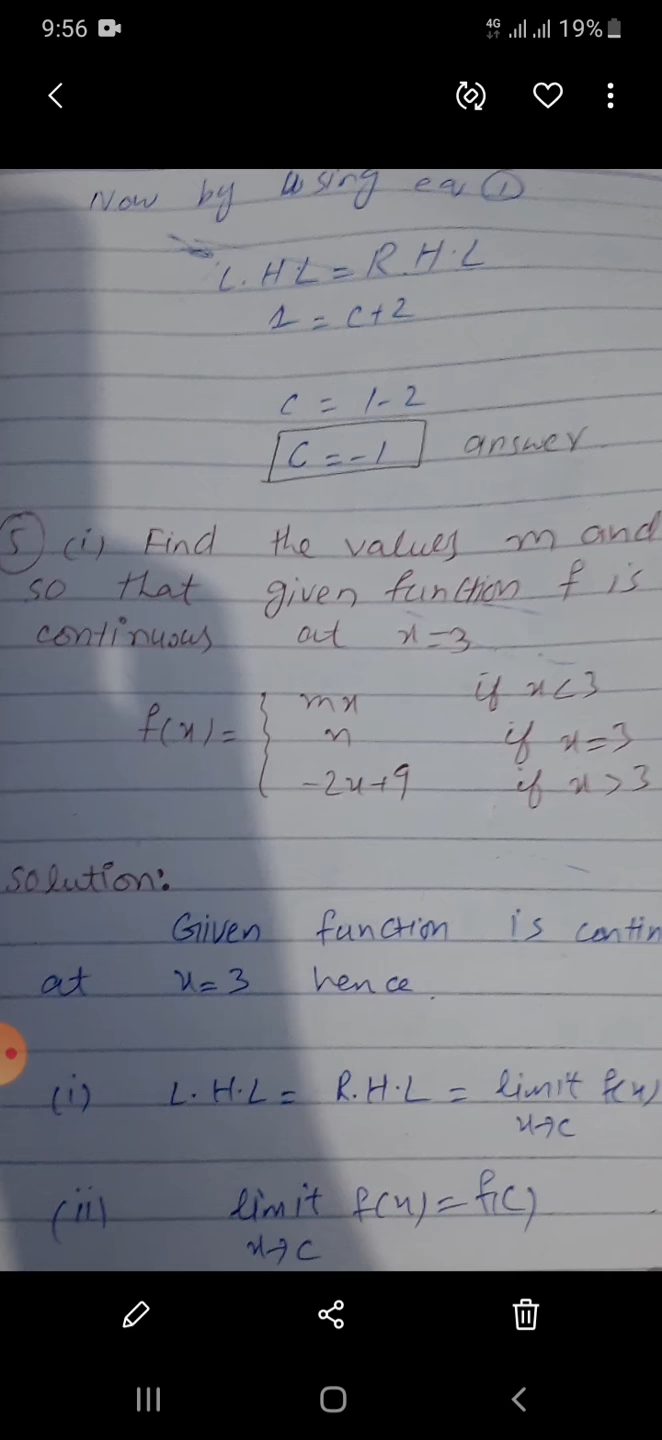 9:56
4G
19%
Now by using eq ①
L.H.L = R.H.L
1 = c+2
c = 1-2
c = -1 answer
⑤ (i) Find the values m and
so that given function f is
continuous at x=3
f(x) = { mx if x<3
n if x=3
-2x+9 if x>3
solution:
Given function is contin
at x=3 hence
(i) L.H.L = R.H.L = limit f(x)
x→c
(ii) limit f(x) = f(c)
x→c